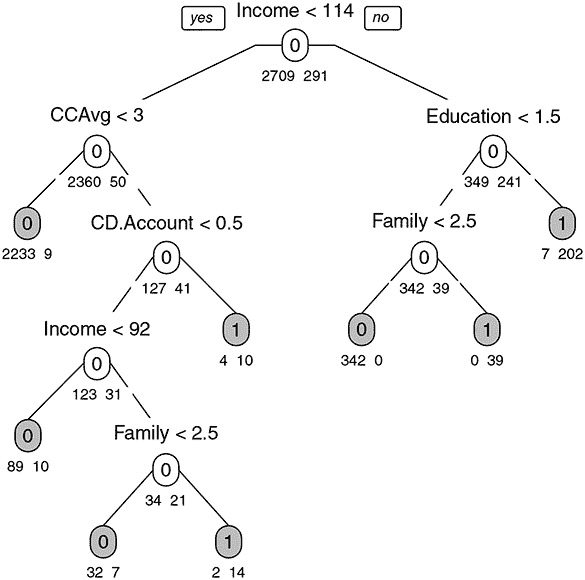 yes Income < 114 no
0
2709 291
CCAvg < 3 Education < 1.5
0 0
2360 50 349 241
0 CD.Account < 0.5 Family < 2.5 1
2233 9 0 0 7 202
127 41 342 39
Income < 92 1 0 1
0 4 10 342 0 0 39
123 31
0 Family < 2.5
89 10 0
34 21
0 1
32 7 2 14